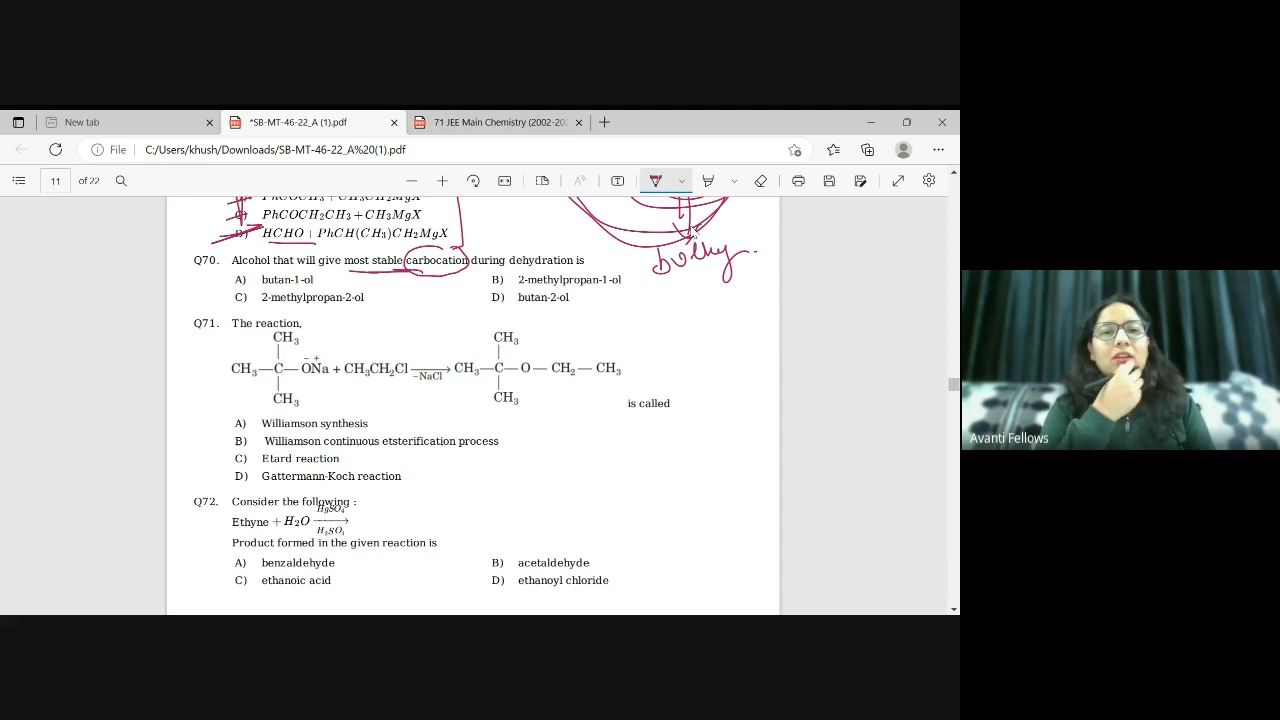 New tab
*SB-MT-46-22_A (1).pdf
71 JEE Main Chemistry (2002-202
File C:/Users/khush/Downloads/SB-MT-46-22_A%20(1).pdf
11 of 22
PhCOCH3 + CH3CH2MgX
C) PhCOCH2CH3 + CH3MgX
D) HCHO + PhCH(CH3)CH2MgX
bulky.
Q70. Alcohol that will give most stable carbocation during dehydration is
A) butan-1-ol B) 2-methylpropan-1-ol
C) 2-methylpropan-2-ol D) butan-2-ol
Q71. The reaction,
CH3 CH3
CH3—C—ŌN⁺a + CH3CH2Cl —NaCl→ CH3—C—O—CH2—CH3
CH3 CH3
is called
A) Williamson synthesis
B) Williamson continuous etsterification process
C) Etard reaction
D) Gattermann-Koch reaction
Q72. Consider the following :
HgSO4
Ethyne + H2O →
Product formed in the given reaction is
A) benzaldehyde B) acetaldehyde
C) ethanoic acid D) ethanoyl chloride
Avanti Fellows